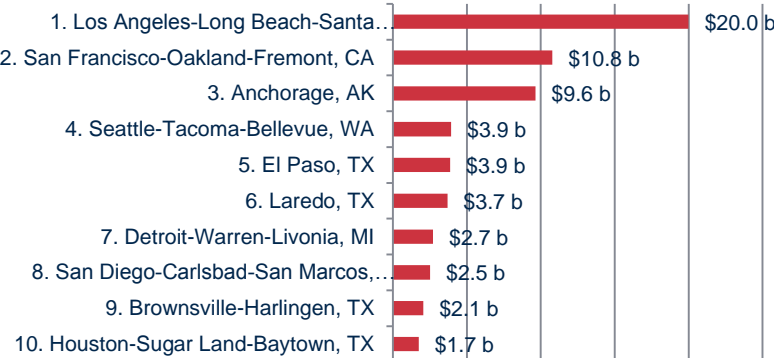 1. Los Angeles-Long Beach-Santa… $20.0 b
2. San Francisco-Oakland-Fremont, CA $10.8 b
3. Anchorage, AK $9.6 b
4. Seattle-Tacoma-Bellevue, WA $3.9 b
5. El Paso, TX $3.9 b
6. Laredo, TX $3.7 b
7. Detroit-Warren-Livonia, MI $2.7 b
8. San Diego-Carlsbad-San Marcos,… $2.5 b
9. Brownsville-Harlingen, TX $2.1 b
10. Houston-Sugar Land-Baytown, TX $1.7 b